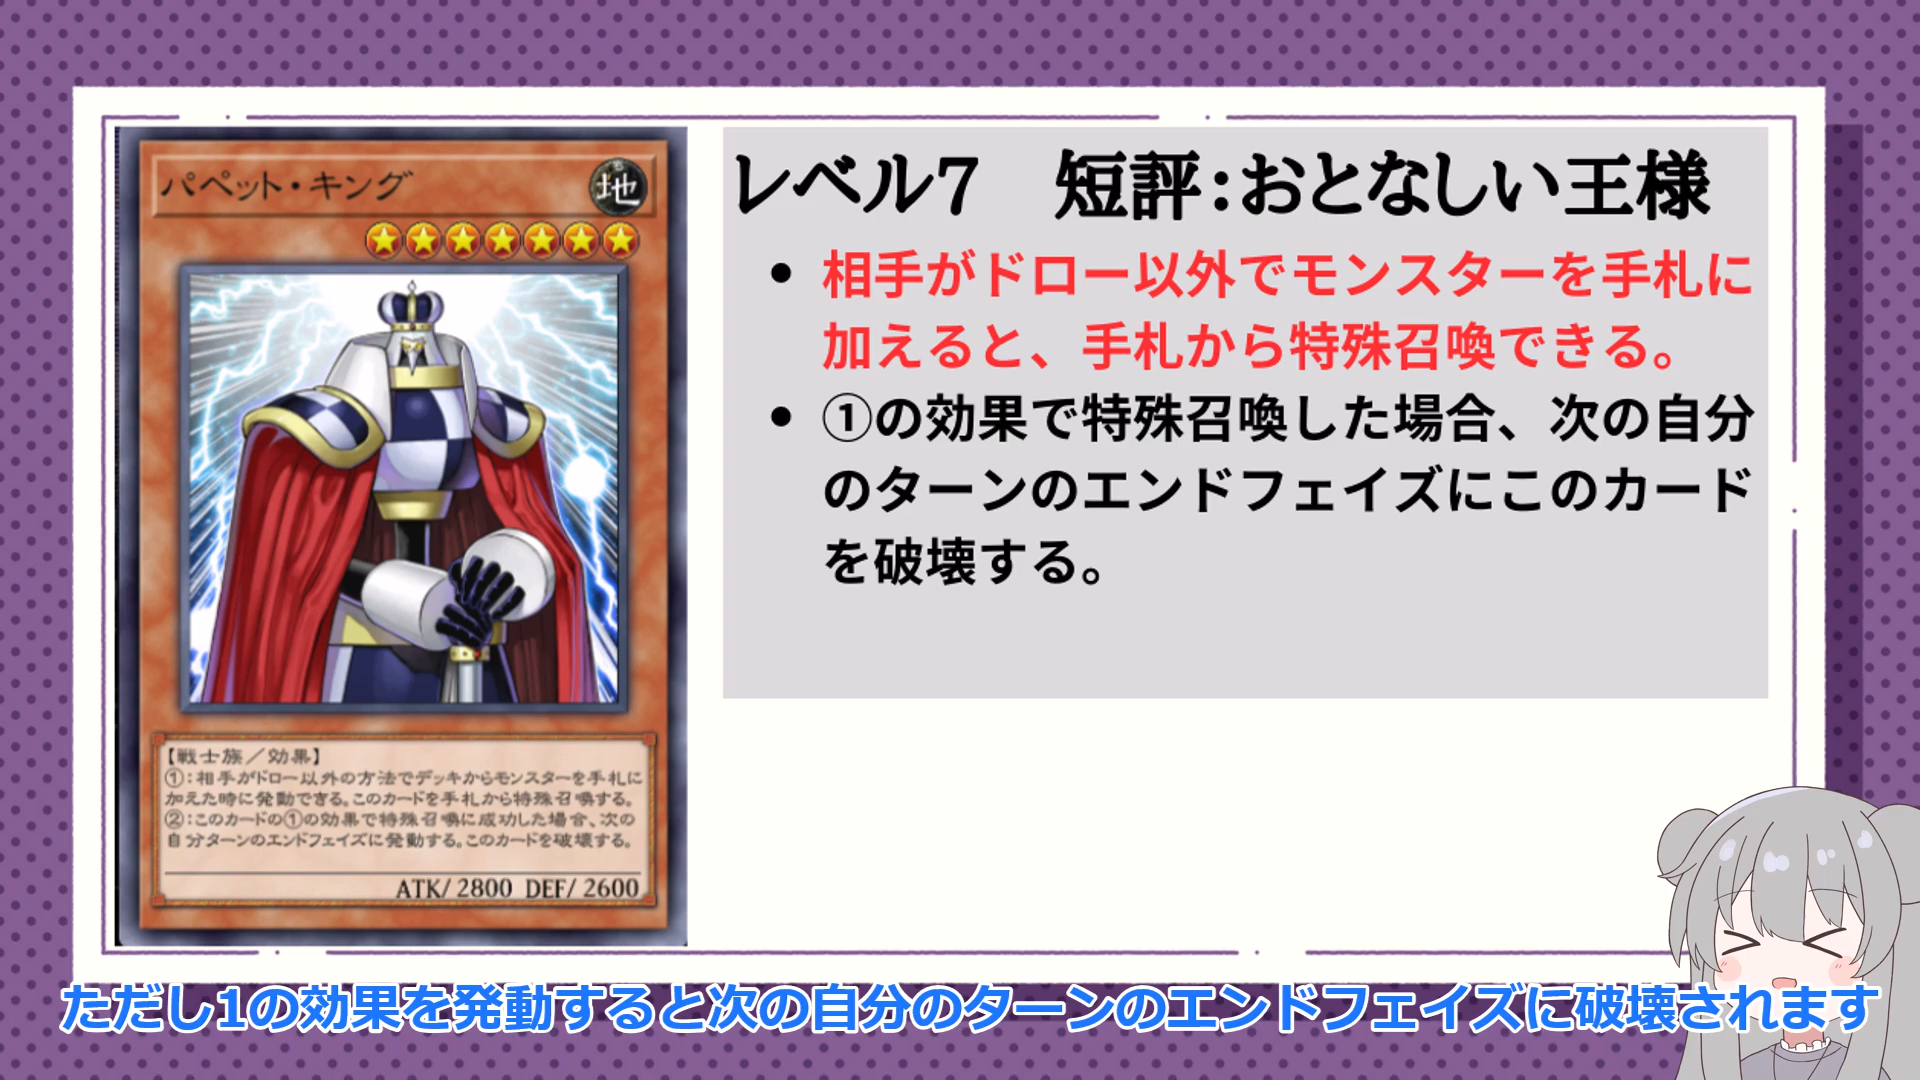 パペット・キング
地
【戦士族／効果】
①：相手がドロー以外の方法でデッキからモンスターを手札に
加えた時に発動できる。このカードを手札から特殊召喚する。
②：このカードの①の効果で特殊召喚に成功した場合、次の
自分ターンのエンドフェイズに発動する。このカードを破壊する。
ATK/2800 DEF/2600
レベル7　短評：おとなしい王様
• 相手がドロー以外でモンスターを手札に
加えると、手札から特殊召喚できる。
• ①の効果で特殊召喚した場合、次の自分
のターンのエンドフェイズにこのカード
を破壊する。
ただし1の効果を発動すると次の自分のターンのエンドフェイズに破壊されます